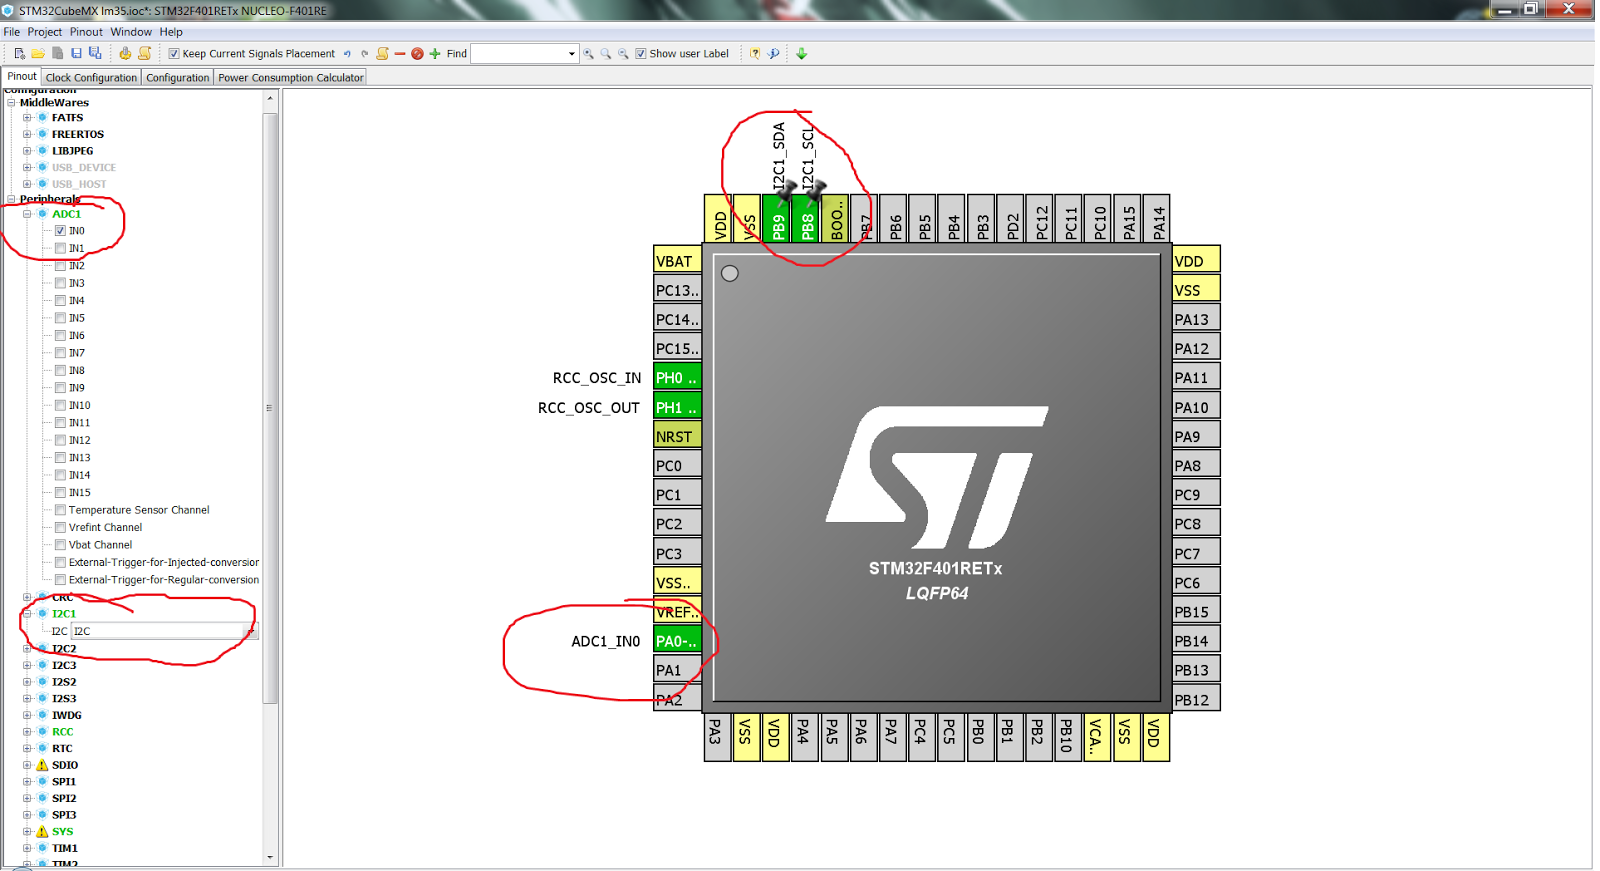 STM32CubeMX lm35.ioc*: STM32F401RETx NUCLEO-F401RE
File Project Pinout Window Help
Keep Current Signals Placement Find Show user Label
Pinout Clock Configuration Configuration Power Consumption Calculator
Configuration
MiddleWares
FATFS
FREERTOS
LIBJPEG
USB_DEVICE
USB_HOST
Peripherals
ADC1
IN0
IN1
IN2
IN3
IN4
IN5
IN6
IN7
IN8
IN9
IN10
IN11
IN12
IN13
IN14
IN15
Temperature Sensor Channel
Vrefint Channel
Vbat Channel
External-Trigger-for-Injected-conversion
External-Trigger-for-Regular-conversion
CRC
I2C1
I2C I2C
I2C2
I2C3
I2S2
I2S3
IWDG
RCC
RTC
SDIO
SPI1
SPI2
SPI3
SYS
TIM1
TIM2
I2C1_SDA
I2C1_SCL
VDD
VSS
PB9
PB8
BOO..
PB7
PB6
PB5
PB4
PB3
PD2
PC12
PC11
PC10
PA15
PA14
VBAT
PC13..
PC14..
PC15..
RCC_OSC_IN PH0 ..
RCC_OSC_OUT PH1 ..
NRST
PC0
PC1
PC2
PC3
VSS..
VREF..
ADC1_IN0 PA0-..
PA1
PA2
STM32F401RETx
LQFP64
VDD
VSS
PA13
PA12
PA11
PA10
PA9
PA8
PC9
PC8
PC7
PC6
PB15
PB14
PB13
PB12
PA3
VSS
VDD
PA4
PA5
PA6
PA7
PC4
PC5
PB0
PB1
PB2
PB10
VCA..
VSS
VDD